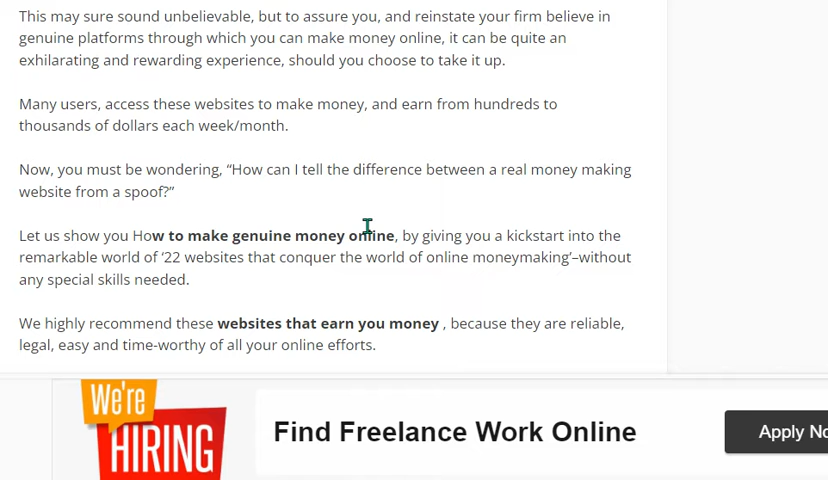 This may sure sound unbelievable, but to assure you, and reinstate your firm believe in
genuine platforms through which you can make money online, it can be quite an
exhilarating and rewarding experience, should you choose to take it up.
Many users, access these websites to make money, and earn from hundreds to
thousands of dollars each week/month.
Now, you must be wondering, “How can I tell the difference between a real money making
website from a spoof?”
Let us show you How to make genuine money online, by giving you a kickstart into the
remarkable world of ‘22 websites that conquer the world of online moneymaking’–without
any special skills needed.
We highly recommend these websites that earn you money , because they are reliable,
legal, easy and time-worthy of all your online efforts.
We're
HIRING
Find Freelance Work Online
Apply No